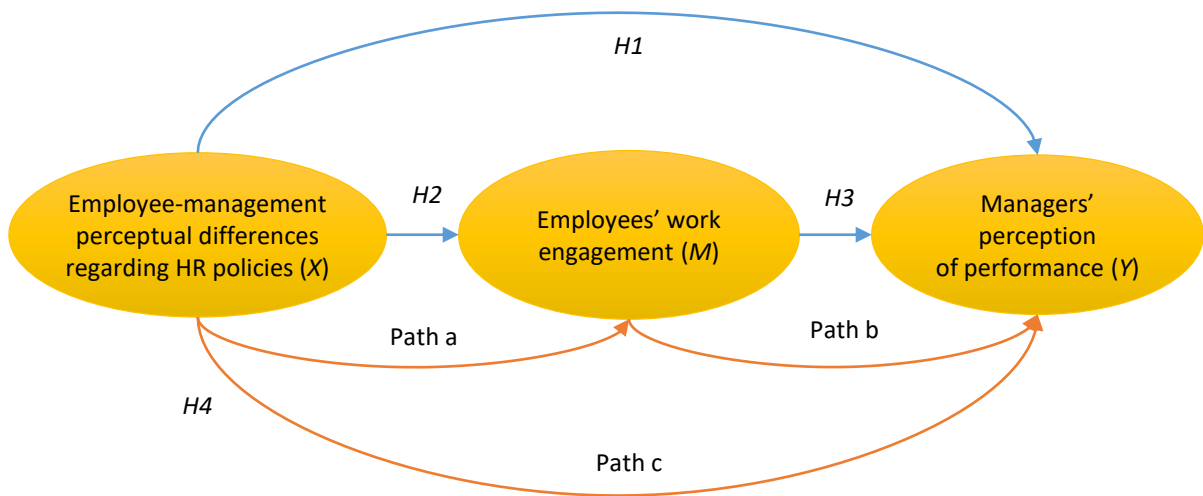 H1
Employee-management
perceptual differences
regarding HR policies (X)
H2
Employees’ work
engagement (M)
H3
Managers’
perception
of performance (Y)
Path a
Path b
H4
Path c